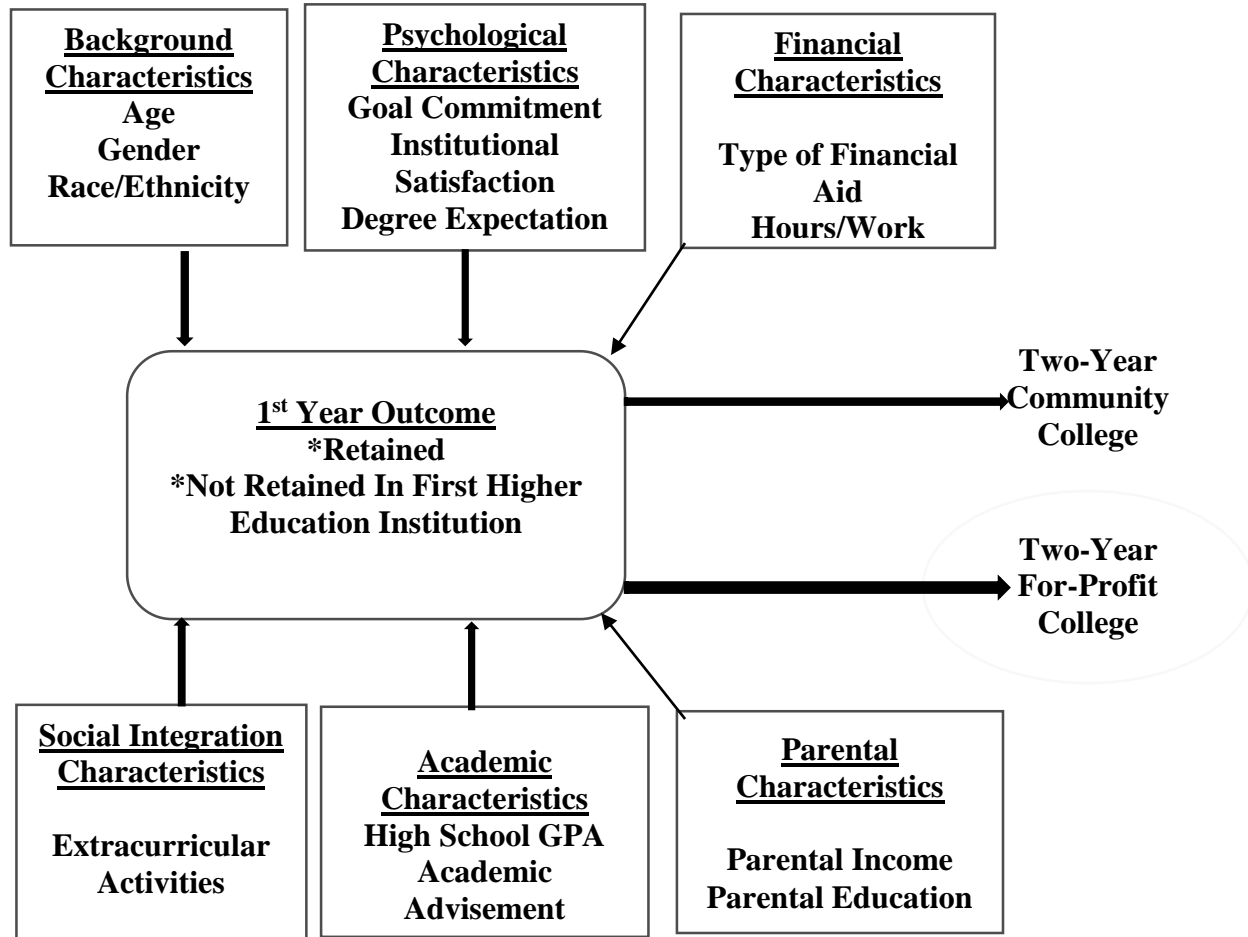 Background
Characteristics
Age
Gender
Race/Ethnicity
Psychological
Characteristics
Goal Commitment
Institutional
Satisfaction
Degree Expectation
Financial
Characteristics
Type of Financial
Aid
Hours/Work
1st Year Outcome
*Retained
*Not Retained In First Higher
Education Institution
Two-Year
Community
College
Two-Year
For-Profit
College
Social Integration
Characteristics
Extracurricular
Activities
Academic
Characteristics
High School GPA
Academic
Advisement
Parental
Characteristics
Parental Income
Parental Education